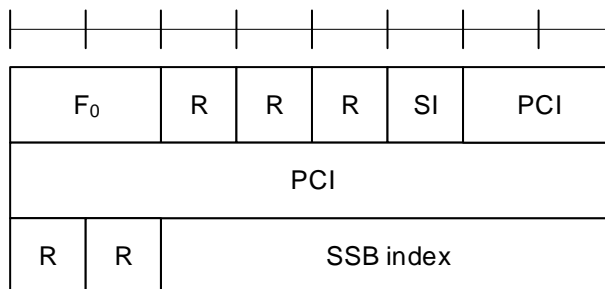 F₀ R R R SI PCI
PCI
R R SSB index